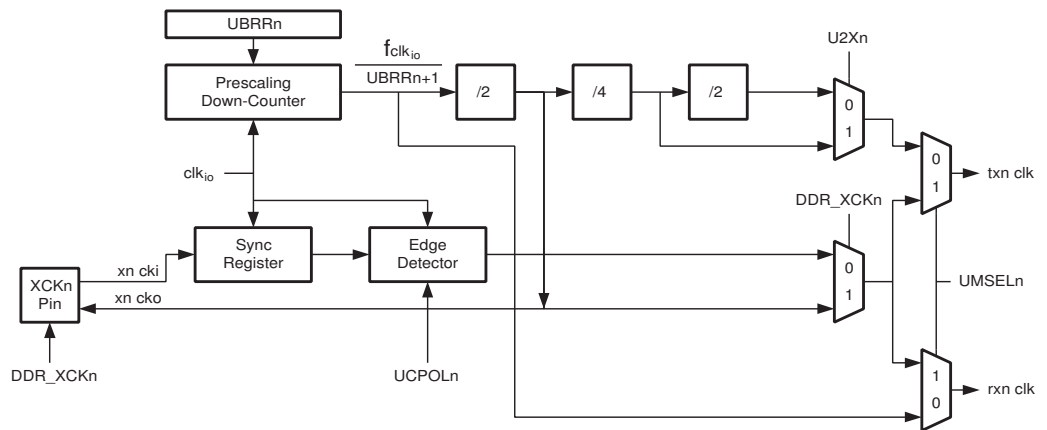 UBRRn
Prescaling
Down-Counter
fclkio
UBRRn+1
/2
/4
/2
U2Xn
0
1
0
1
txn clk
clkio
DDR_XCKn
Sync
Register
Edge
Detector
0
1
UMSELn
xn cki
XCKn
Pin
xn cko
DDR_XCKn
UCPOLn
1
0
rxn clk